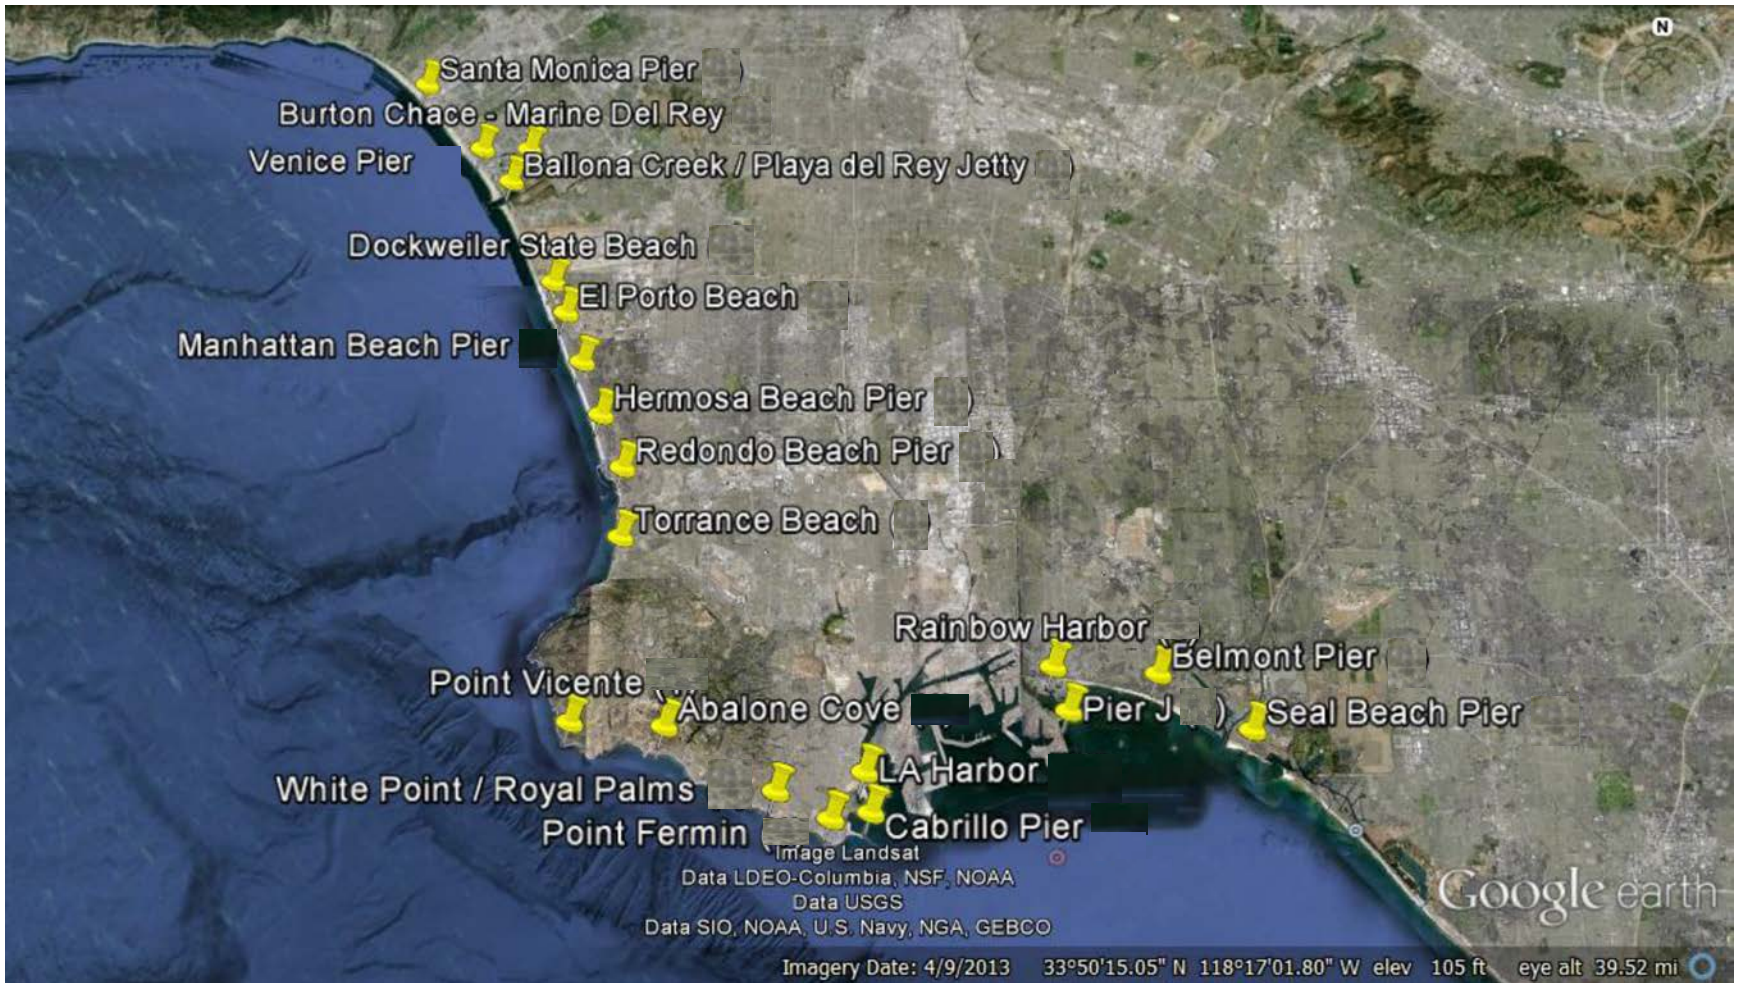 N
Santa Monica Pier )
Burton Chace - Marine Del Rey
Venice Pier
Ballona Creek / Playa del Rey Jetty )
Dockweiler State Beach
El Porto Beach
Manhattan Beach Pier
Hermosa Beach Pier )
Redondo Beach Pier )
Torrance Beach ( )
Rainbow Harbor
Belmont Pier )
Point Vicente (
Abalone Cove
Pier J )
Seal Beach Pier
LA Harbor
White Point / Royal Palms
Cabrillo Pier
Point Fermin (
Image Landsat
Data LDEO-Columbia, NSF, NOAA
Data USGS
Data SIO, NOAA, U.S. Navy, NGA, GEBCO
Google earth
Imagery Date: 4/9/2013 33°50'15.05" N 118°17'01.80" W elev 105 ft eye alt 39.52 mi